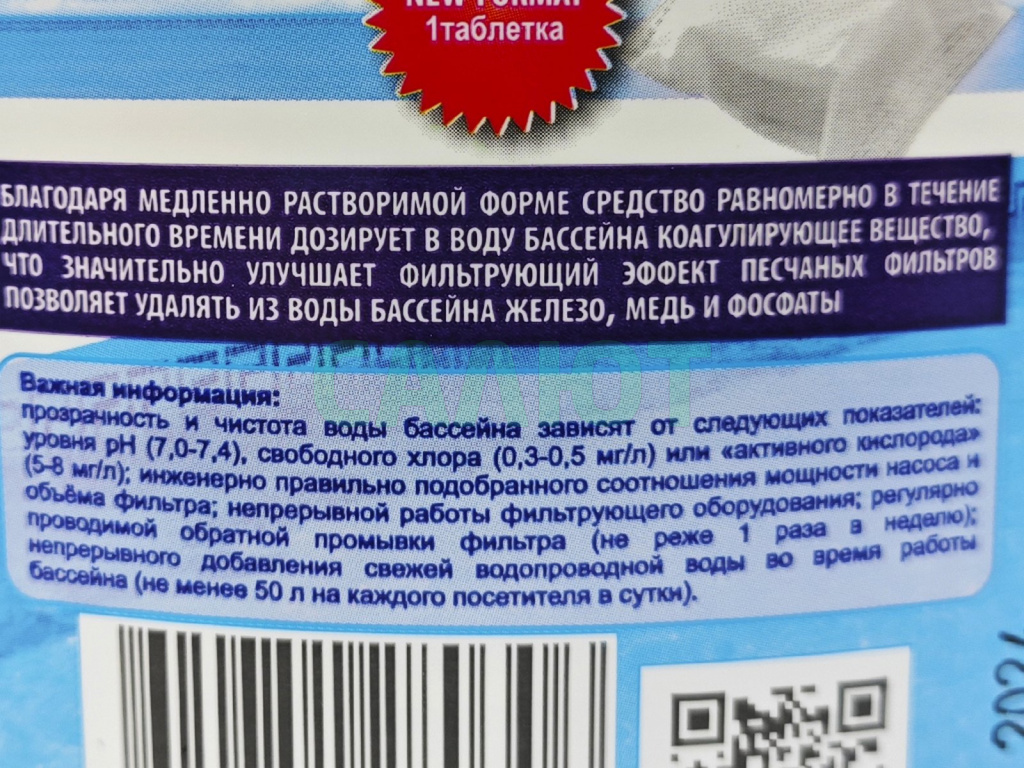 NEW FORMAT
1таблетка
БЛАГОДАРЯ МЕДЛЕННО РАСТВОРИМОЙ ФОРМЕ СРЕДСТВО РАВНОМЕРНО В ТЕЧЕНИЕ
ДЛИТЕЛЬНОГО ВРЕМЕНИ ДОЗИРУЕТ В ВОДУ БАССЕЙНА КОАГУЛИРУЮЩЕЕ ВЕЩЕСТВО,
ЧТО ЗНАЧИТЕЛЬНО УЛУЧШАЕТ ФИЛЬТРУЮЩИЙ ЭФФЕКТ ПЕСЧАНЫХ ФИЛЬТРОВ
ПОЗВОЛЯЕТ УДАЛЯТЬ ИЗ ВОДЫ БАССЕЙНА ЖЕЛЕЗО, МЕДЬ И ФОСФАТЫ
САЛЮТ
Важная информация:
прозрачность и чистота воды бассейна зависят от следующих показателей:
уровня pH (7,0-7,4), свободного хлора (0,3-0,5 мг/л) или «активного кислорода»
(5-8 мг/л); инженерно правильно подобранного соотношения мощности насоса и
объёма фильтра; непрерывной работы фильтрующего оборудования; регулярно
проводимой обратной промывки фильтра (не реже 1 раза в неделю);
непрерывного добавления свежей водопроводной воды во время работы
бассейна (не менее 50 л на каждого посетителя в сутки).